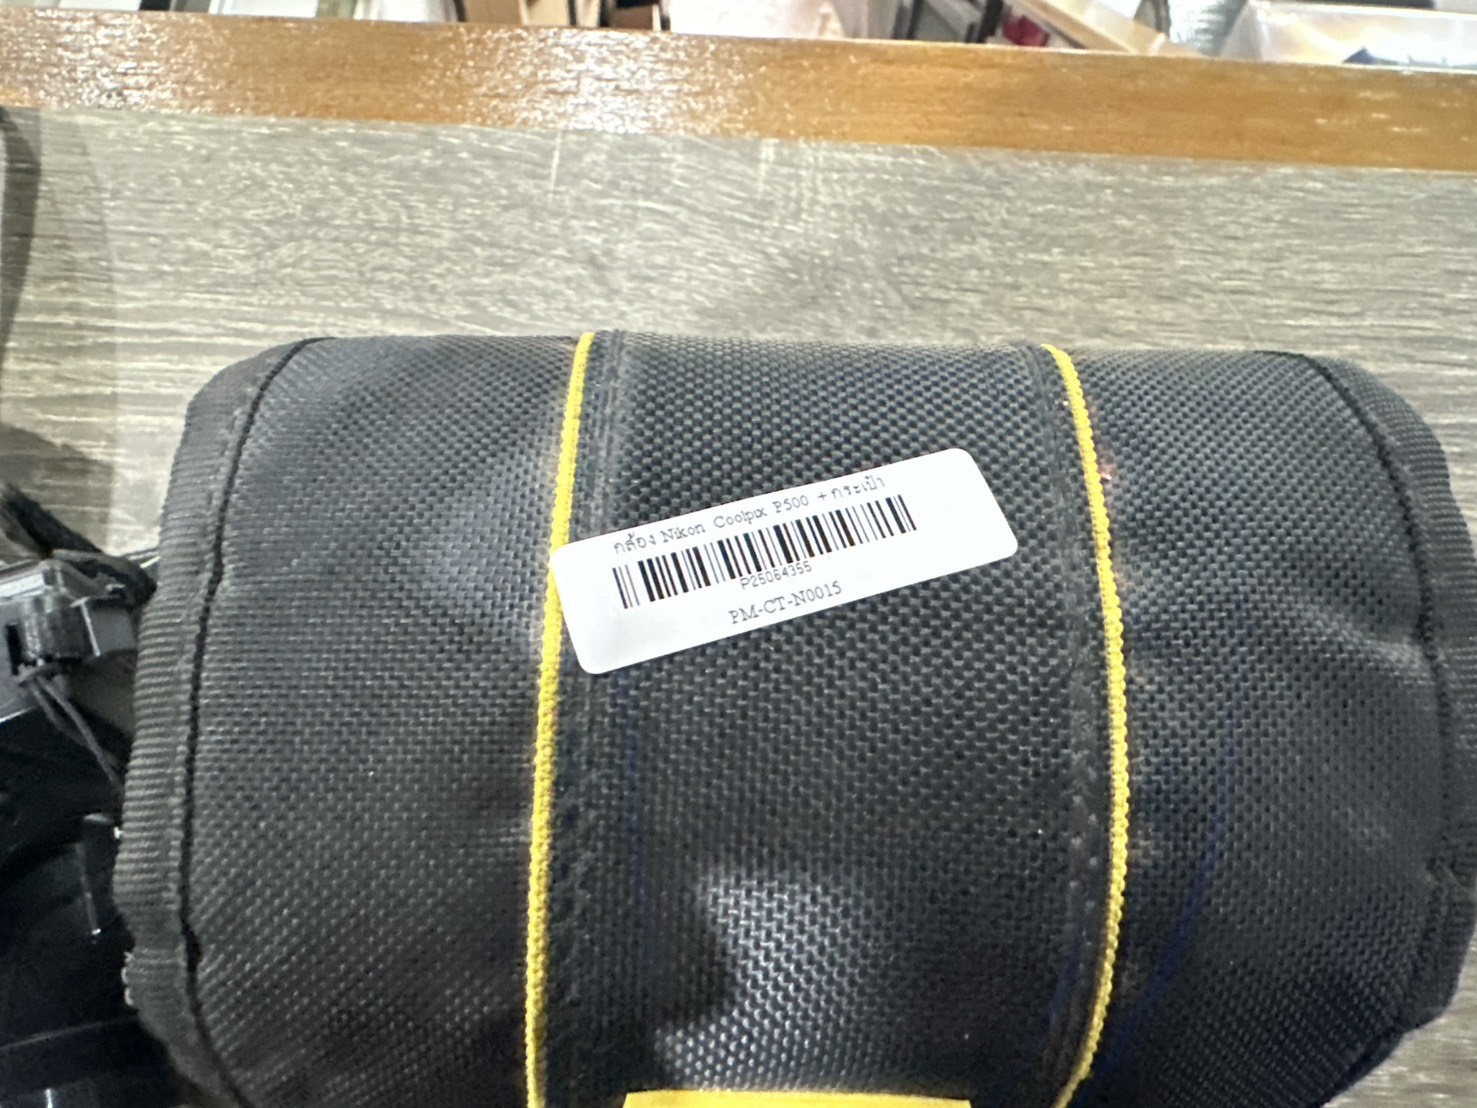 กล้อง Nikon Coolpix P500 + กระเป๋า
P25064355
PM-CT-N0015